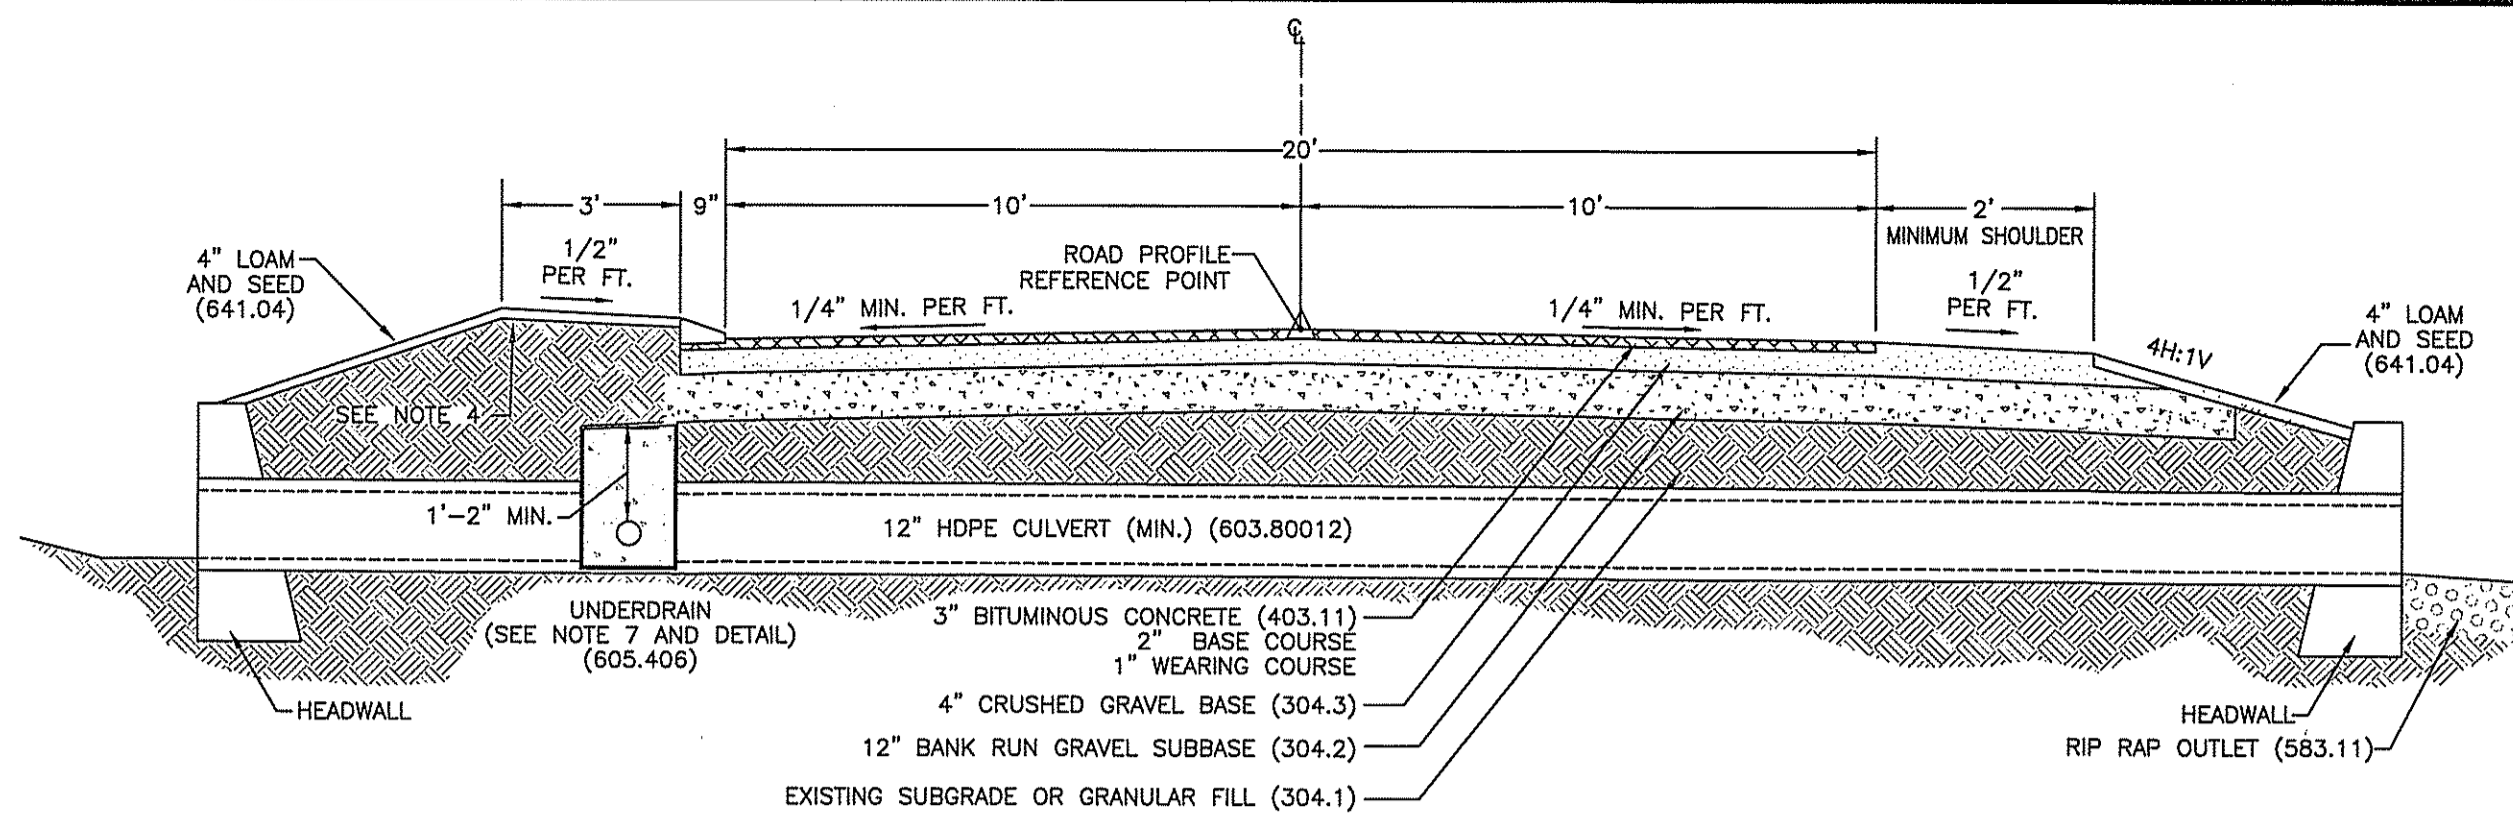 ℄
20'
3'
9"
10'
10'
2'
MINIMUM SHOULDER
4" LOAM
AND SEED
(641.04)
1/2"
PER FT.
ROAD PROFILE
REFERENCE POINT
1/4" MIN. PER FT.
1/4" MIN. PER FT.
1/2"
PER FT.
4H:1V
4" LOAM
AND SEED
(641.04)
SEE NOTE 4
1'-2" MIN.
12" HDPE CULVERT (MIN.) (603.80012)
UNDERDRAIN
(SEE NOTE 7 AND DETAIL)
(605.406)
HEADWALL
3" BITUMINOUS CONCRETE (403.11)
2" BASE COURSE
1" WEARING COURSE
4" CRUSHED GRAVEL BASE (304.3)
12" BANK RUN GRAVEL SUBBASE (304.2)
EXISTING SUBGRADE OR GRANULAR FILL (304.1)
HEADWALL
RIP RAP OUTLET (583.11)